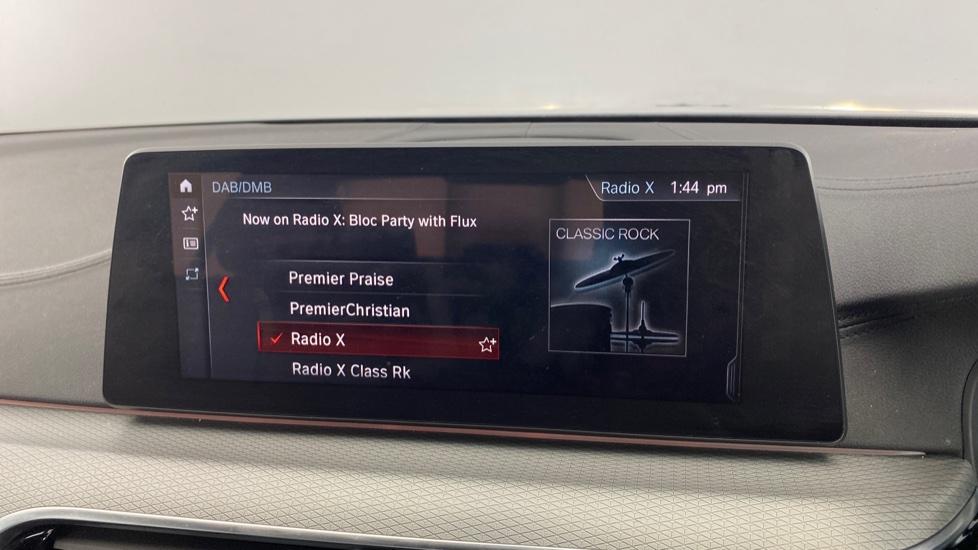 DAB/DMB
Radio X 1:44 pm
Now on Radio X: Bloc Party with Flux
CLASSIC ROCK
Premier Praise
PremierChristian
Radio X
Radio X Class Rk